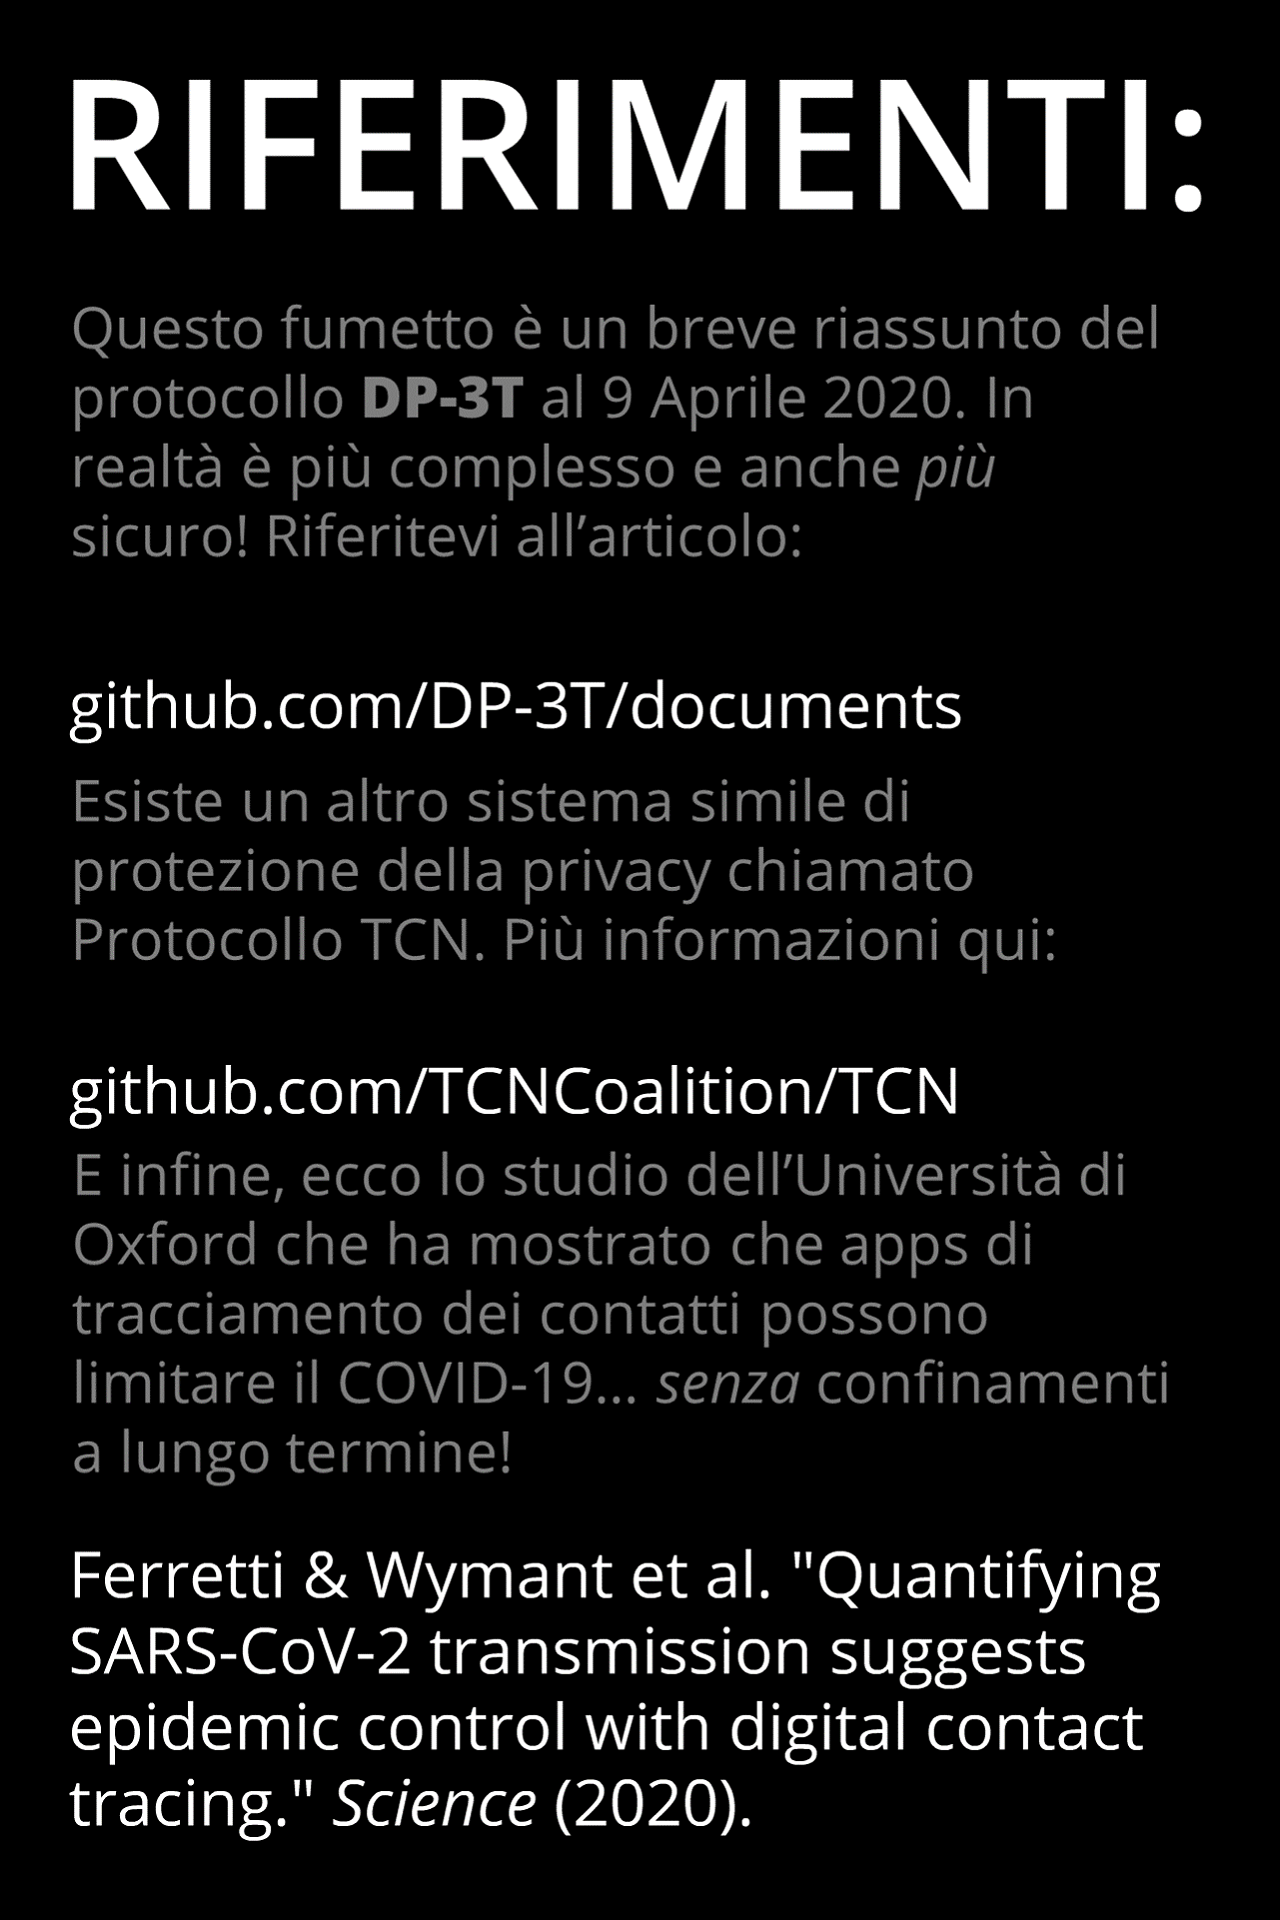 RIFERIMENTI:
Questo fumetto è un breve riassunto del
protocollo DP-3T al 9 Aprile 2020. In
realtà è più complesso e anche più
sicuro! Riferitevi all’articolo:
github.com/DP-3T/documents
Esiste un altro sistema simile di
protezione della privacy chiamato
Protocollo TCN. Più informazioni qui:
github.com/TCNCoalition/TCN
E infine, ecco lo studio dell’Università di
Oxford che ha mostrato che apps di
tracciamento dei contatti possono
limitare il COVID-19... senza confinamenti
a lungo termine!
Ferretti & Wymant et al. "Quantifying
SARS-CoV-2 transmission suggests
epidemic control with digital contact
tracing." Science (2020).